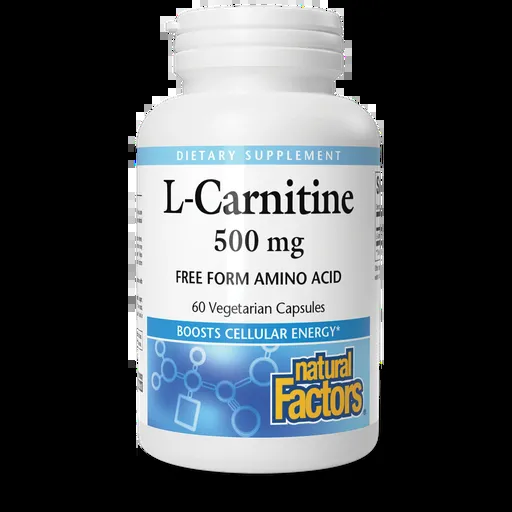 DIETARY SUPPLEMENT
L-Carnitine
500 mg
FREE FORM AMINO ACID
60 Vegetarian Capsules
BOOSTS CELLULAR ENERGY*
natural
Factors®